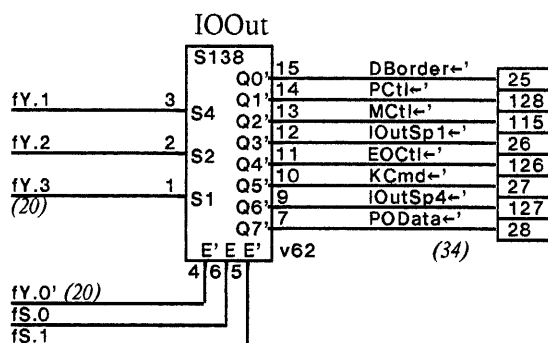 IOOut
S138
Q0' 15 DBorder←' 25
fY.1 3 S4 Q1' 14 PCtl←' 128
Q2' 13 MCtl←' 115
fY.2 2 S2 Q3' 12 IOutSp1←' 26
Q4' 11 EOCtl←' 126
fY.3 1 S1 Q5' 10 KCmd←' 27
(20) Q6' 9 IOutSp4←' 127
Q7' 7 POData←' 28
E' E E' v62 (34)
4 6 5
fY.0' (20)
fS.0
fS.1